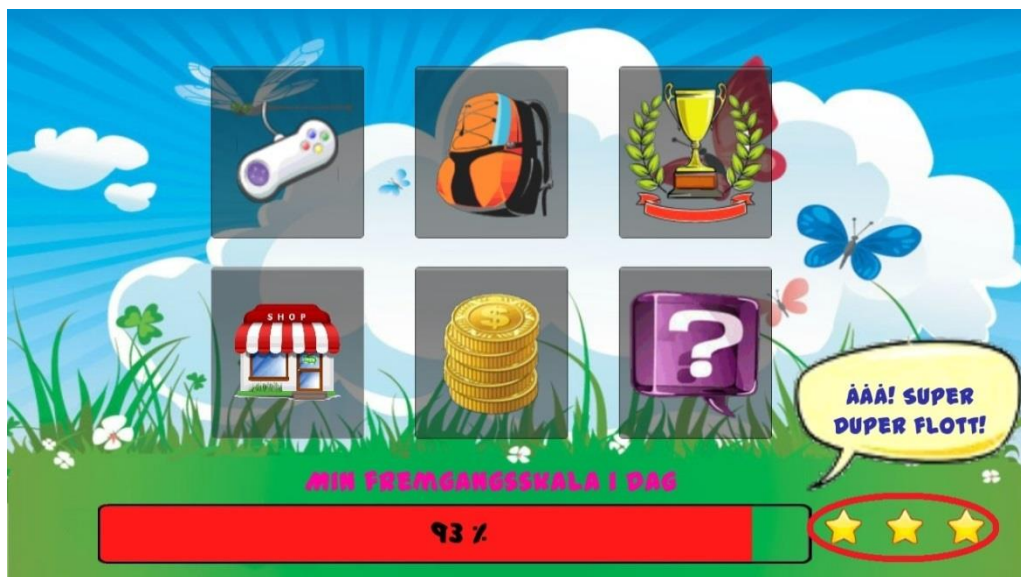 SHOP
ÅÅÅ! SUPER
DUPER FLOTT!
MIN FREMGANGSSKALA I DAG
93 %